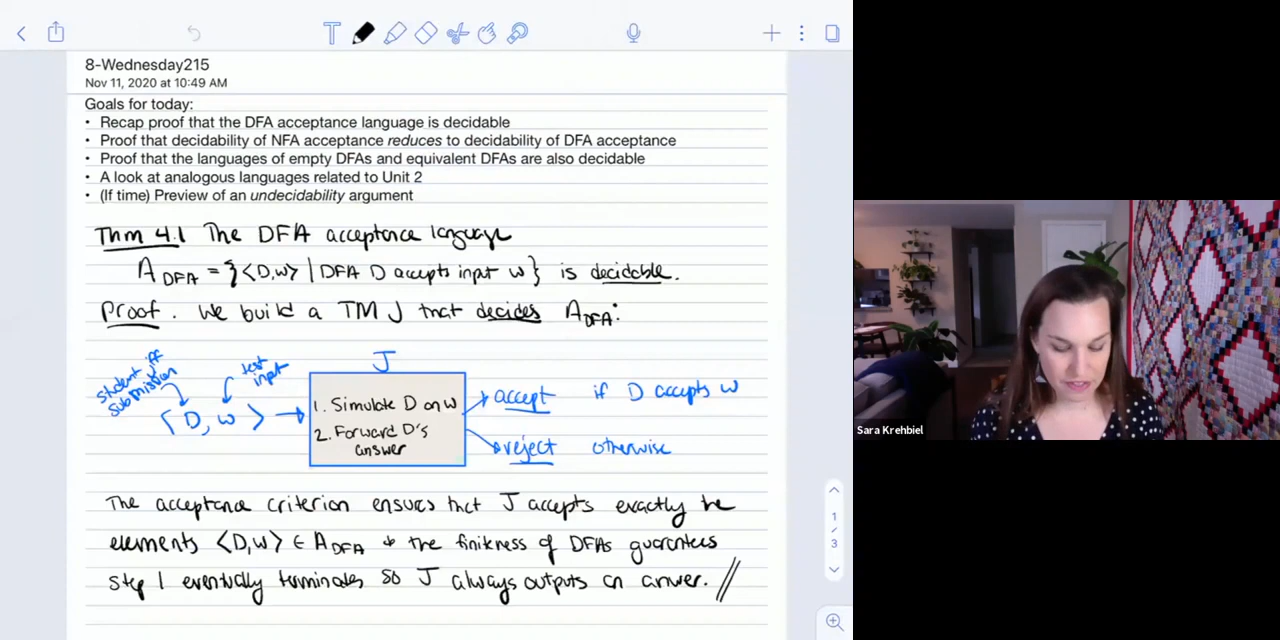 8-Wednesday215
Nov 11, 2020 at 10:49 AM
Goals for today:
• Recap proof that the DFA acceptance language is decidable
• Proof that decidability of NFA acceptance reduces to decidability of DFA acceptance
• Proof that the languages of empty DFAs and equivalent DFAs are also decidable
• A look at analogous languages related to Unit 2
• (If time) Preview of an undecidability argument
Thm 4.1 The DFA acceptance language
A DFA = {<D,w> | DFA D accepts input w} is decidable.
Proof. We build a TM J that decides A DFA:
J
student jff submission
test input
<D, w>
1. Simulate D on w
2. Forward D's answer
accept if D accepts w
reject otherwise
The acceptance criterion ensures that J accepts exactly the
elements <D,w> ∈ A DFA & the finiteness of DFAs guarantees
step 1 eventually terminates so J always outputs an answer. //
1
/
3
Sara Krehbiel